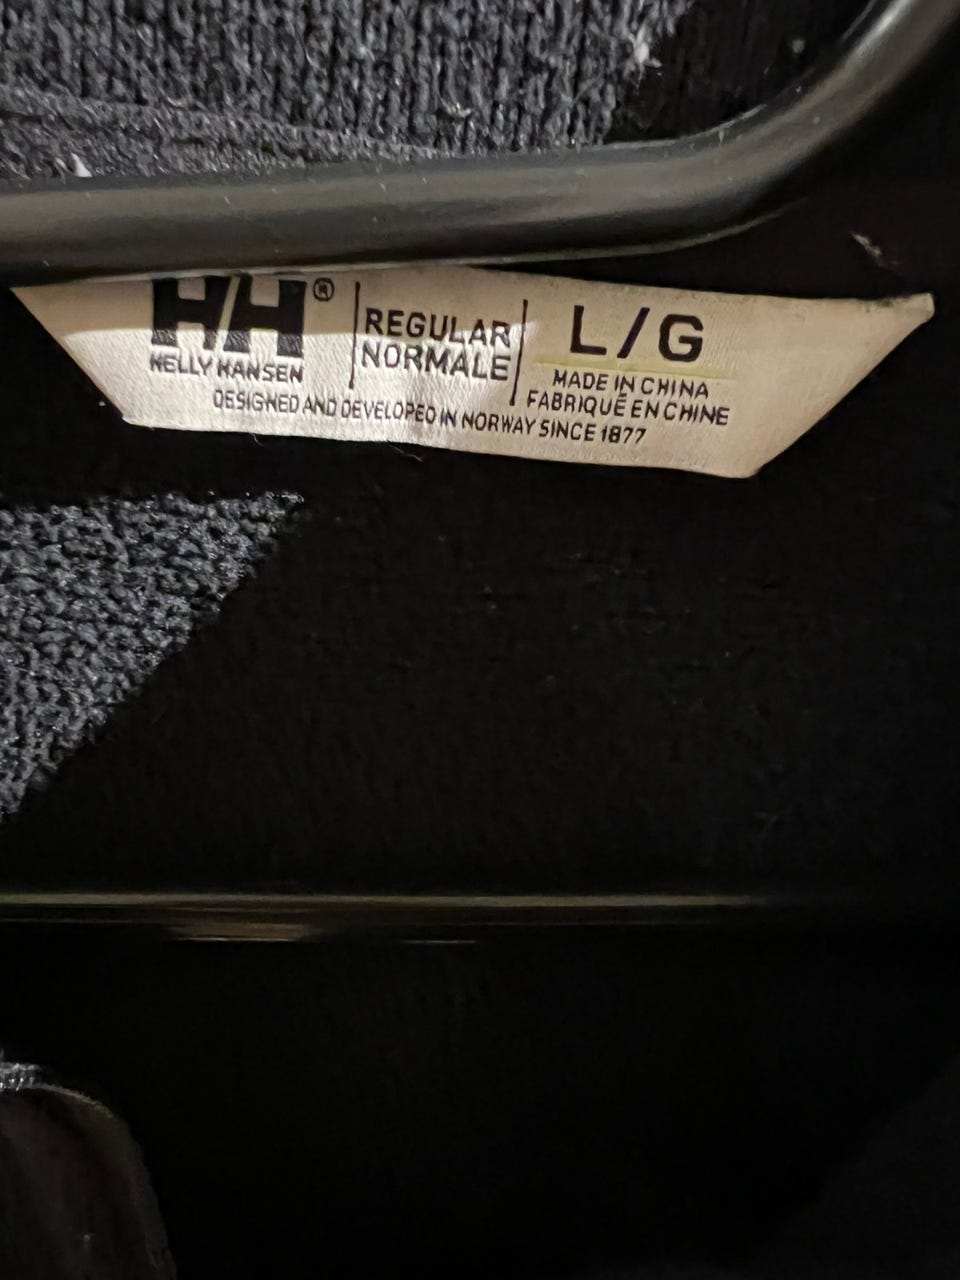 HH®
HELLY HANSEN
REGULAR
NORMALE
L/G
MADE IN CHINA
FABRIQUÉ EN CHINE
DESIGNED AND DEVELOPED IN NORWAY SINCE 1877